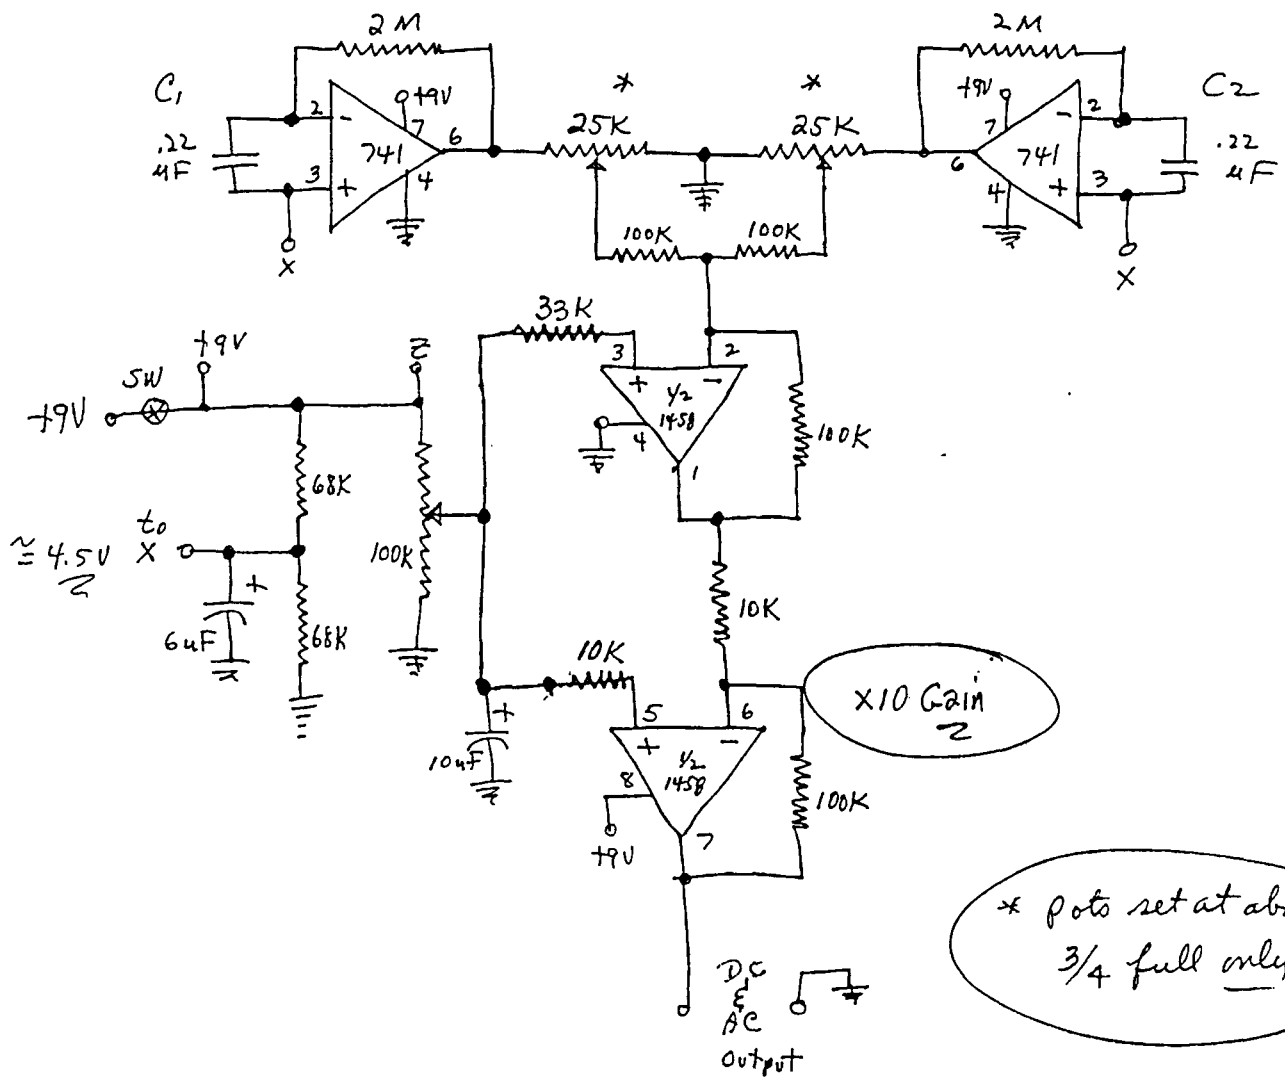 2M
2M
C1
.22
uF
2
-
+9V
7
741
6
3
+
4
X
*
*
25K
25K
+9V
7
2
-
6
741
4
+
3
C2
.22
uF
X
100K
100K
33K
3
2
+
-
1/2
1458
4
1
100K
+9V
SW
+9V
68K
≅ 4.5V
to
X
+
6uF
68K
100K
10K
10K
+
10uF
5
6
+
-
1/2
1458
8
+9V
7
x10 Gain
100K
DC
&
AC
Output
* pots set at
3/4 full only